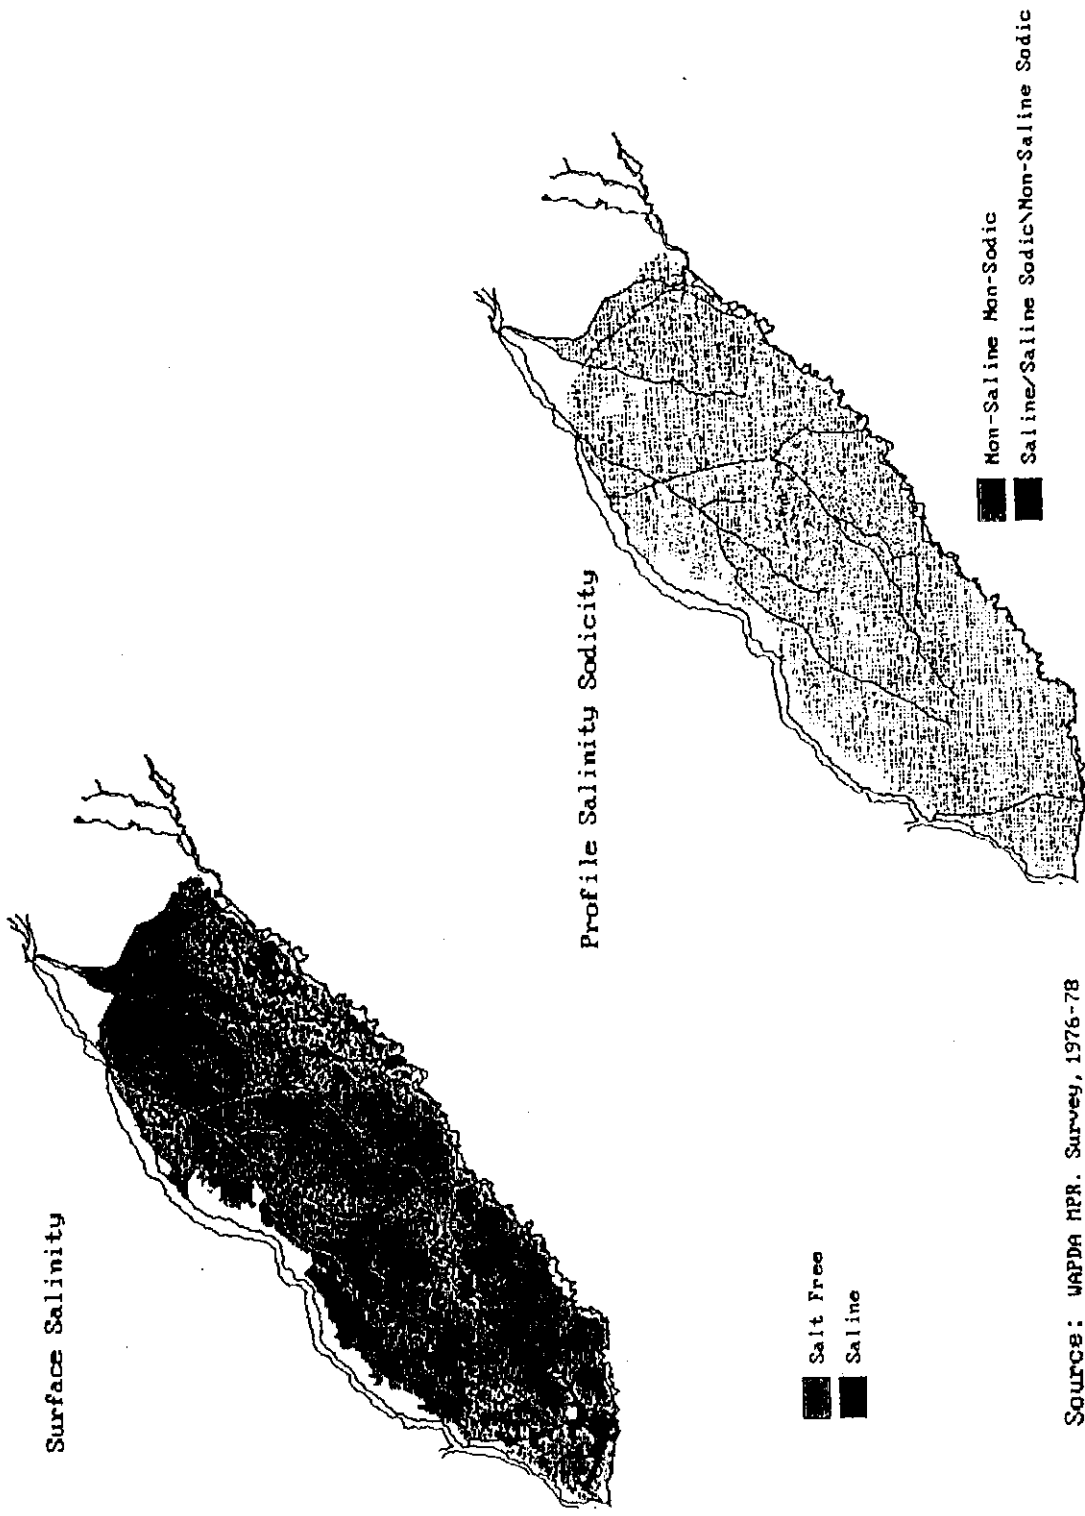 Surface Salinity
Salt Free
Saline
Profile Salinity Sodicity
Non-Saline Non-Sodic
Saline/Saline Sodic\Non-Saline Sodic
Source: WAPDA MPR. Survey, 1976-78